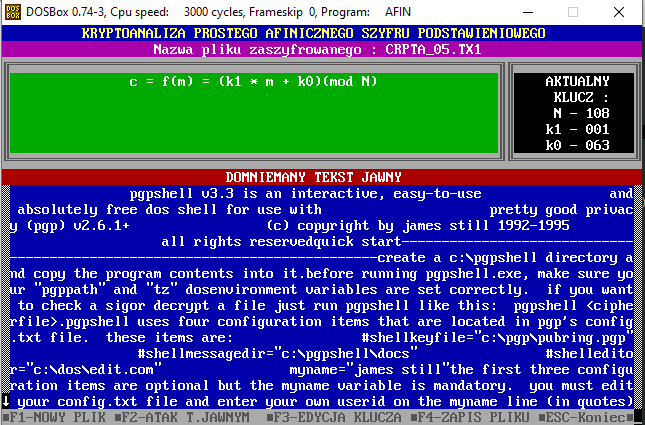 DOSBox 0.74-3, Cpu speed: 3000 cycles, Frameskip 0, Program: AFIN
KRYPTOANALIZA PROSTEGO AFINICZNEGO SZYFRU PODSTAWIENIOWEGO
Nazwa pliku zaszyfrowanego : CRPTA_05.TX1
c = f(m) = (k1 * m + k0)(mod N)
AKTUALNY
KLUCZ :
N - 108
k1 - 001
k0 - 063
DOMNIEMANY TEKST JAWNY
pgpshell v3.3 is an interactive, easy-to-use and
absolutely free dos shell for use with pretty good privac
y (pgp) v2.6.1+ (c) copyright by james still 1992-1995
all rights reservedquick start-----------------------------
-----------------------------------------------create a c:\pgpshell directory a
nd copy the program contents into it.before running pgpshell.exe, make sure yo
ur "pgppath" and "tz" dosenvironment variables are set correctly. if you want
to check a sigor decrypt a file just run pgpshell like this: pgpshell <ciphe
rfile>.pgpshell uses four configuration items that are located in pgp's config
.txt file. these items are: #shellkeyfile="c:\pgp\pubring.pgp"
#shellmessagedir="c:\pgpshell\docs" #shelledito
r="c:\dos\edit.com" myname="james still"the first three configu
ration items are optional but the myname variable is mandatory. you must edit
your config.txt file and enter your own userid on the myname line (in quotes)
■F1-NOWY PLIK ■F2-ATAK T.JAWNYM ■F3-EDYCJA KLUCZA ■F4-ZAPIS PLIKU ■ESC-Koniec■